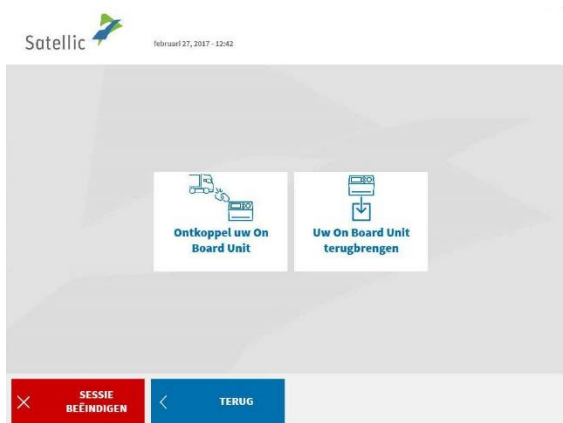 Satellic
februari 27, 2017 - 12:42
Ontkoppel uw On
Board Unit
Uw On Board Unit
terugbrengen
SESSIE
BEËINDIGEN
TERUG